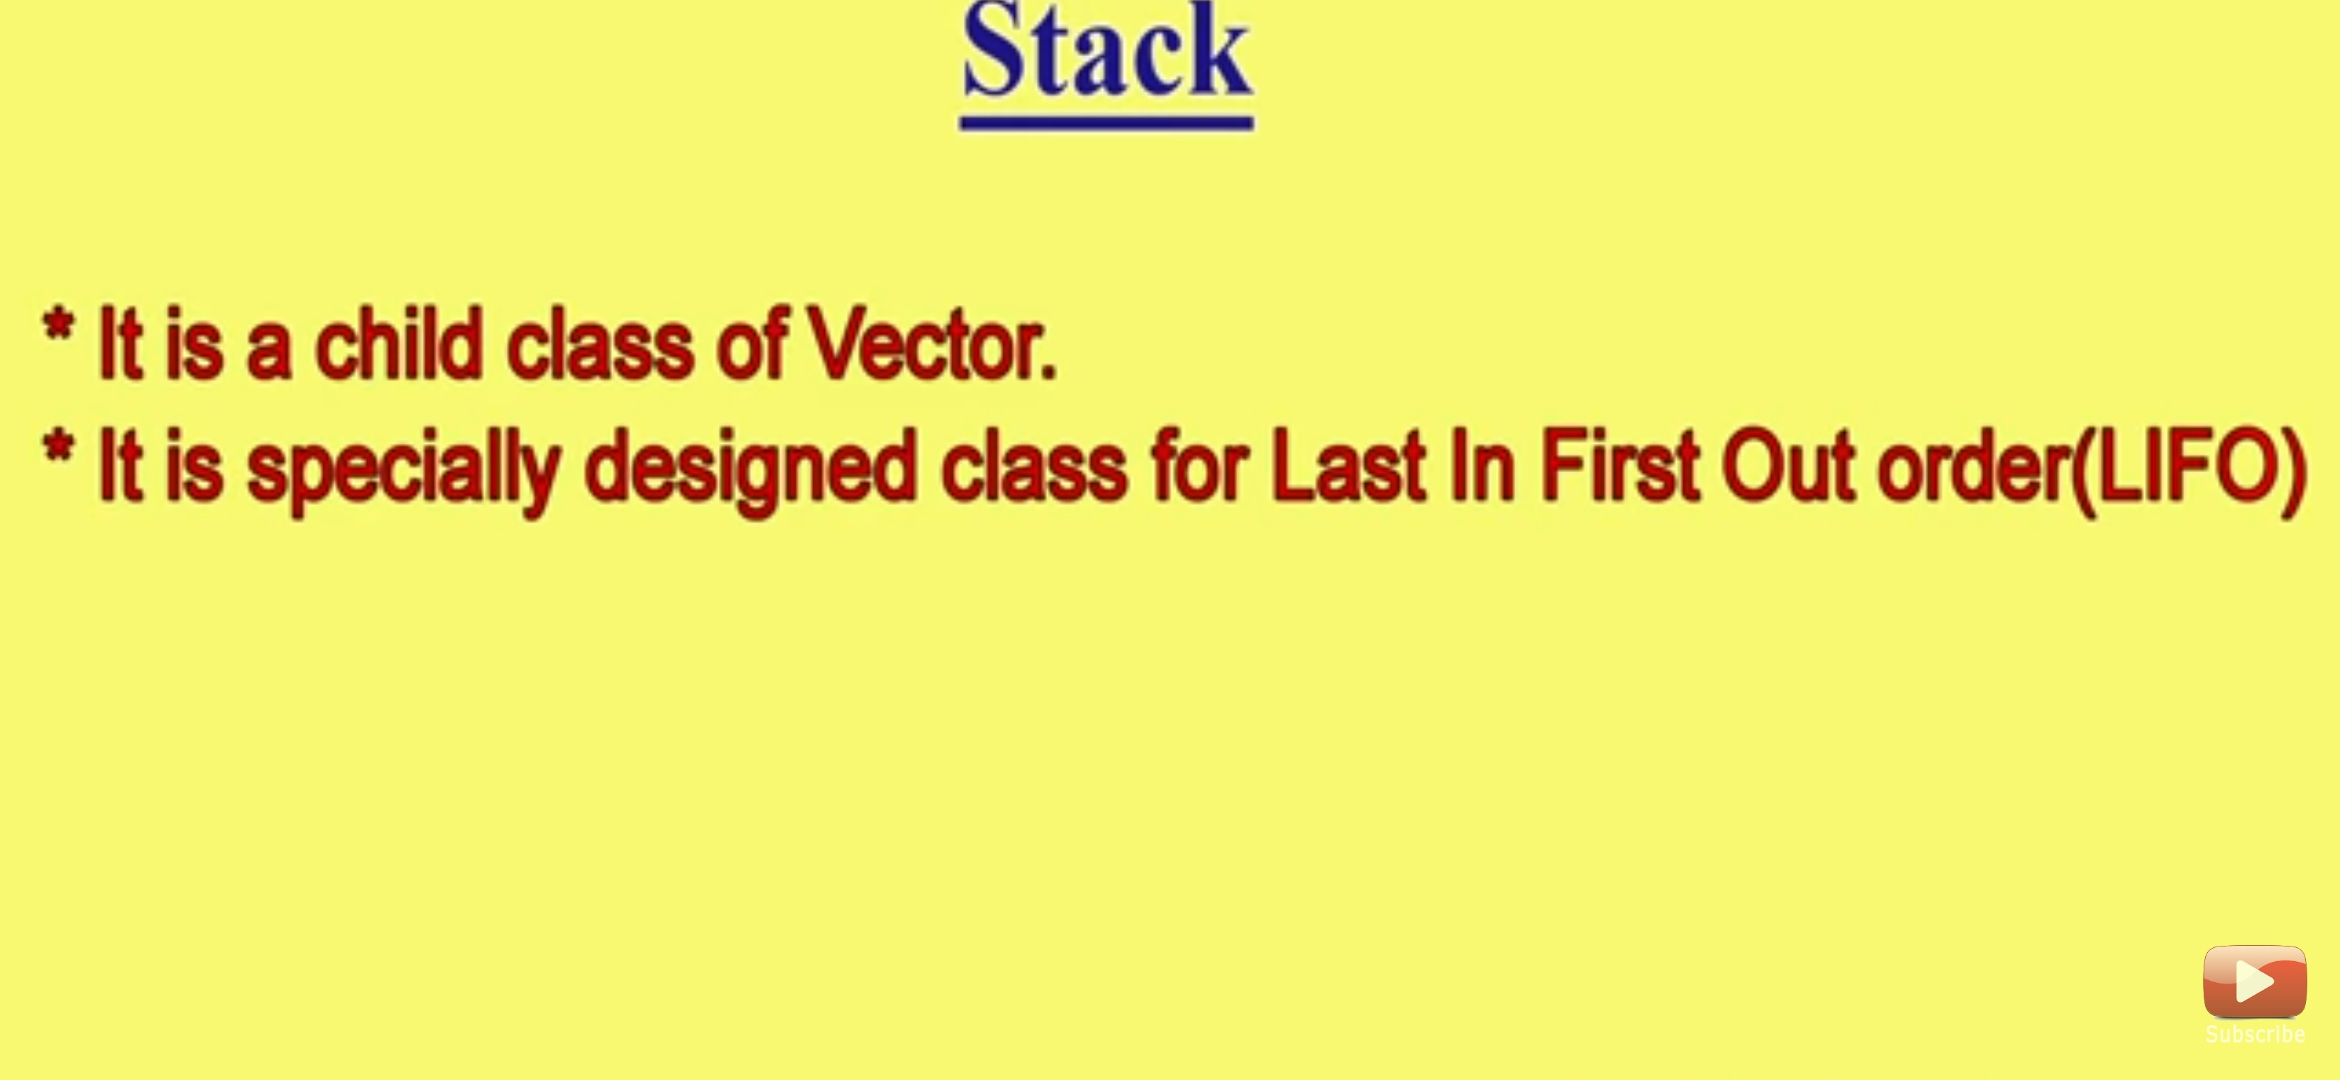 Stack
* It is a child class of Vector.
* It is specially designed class for Last In First Out order(LIFO)
Subscribe